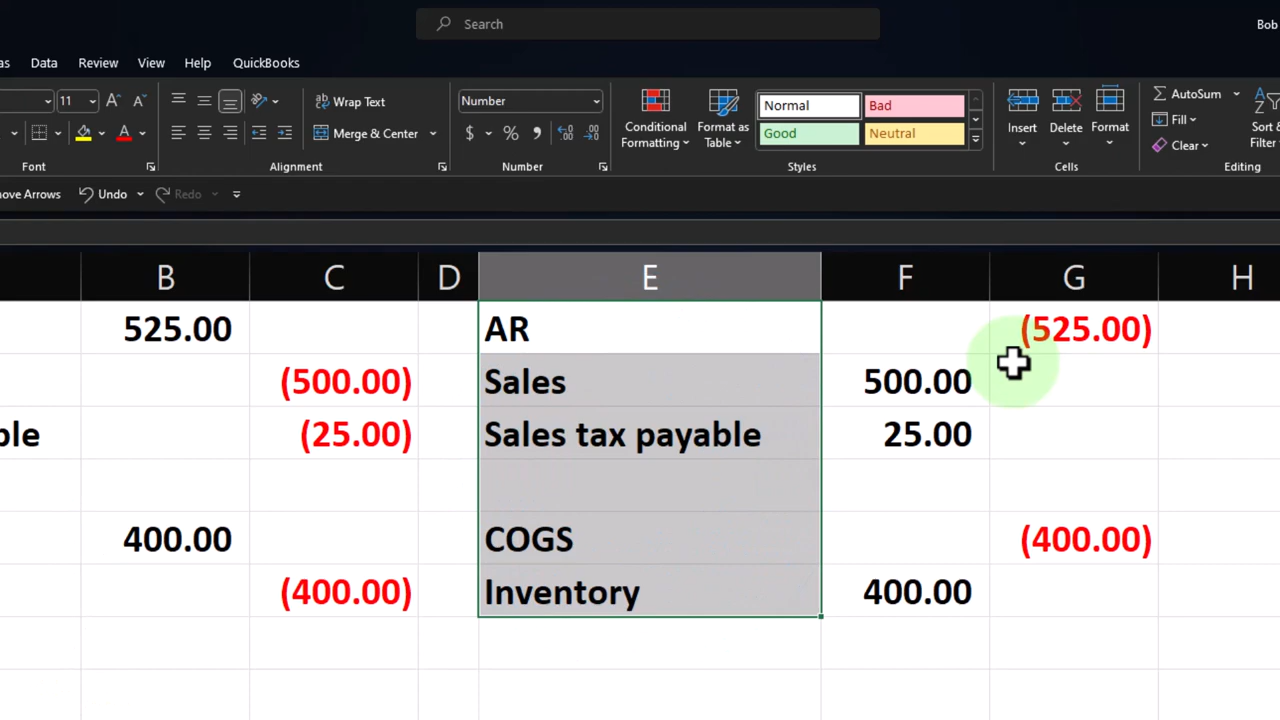 Search
Bob
as Data Review View Help QuickBooks
11 A A ab Wrap Text Number Conditional Formatting Format as Table Normal Bad Insert Delete Format AutoSum Sort & Filter
A Merge & Center $ % 9 .00 Good Neutral Fill
Clear
Font Alignment Number Styles Cells Editing
ove Arrows Undo Redo
B C D E F G H
525.00 AR (525.00)
(500.00) Sales 500.00
ble (25.00) Sales tax payable 25.00
400.00 COGS (400.00)
(400.00) Inventory 400.00